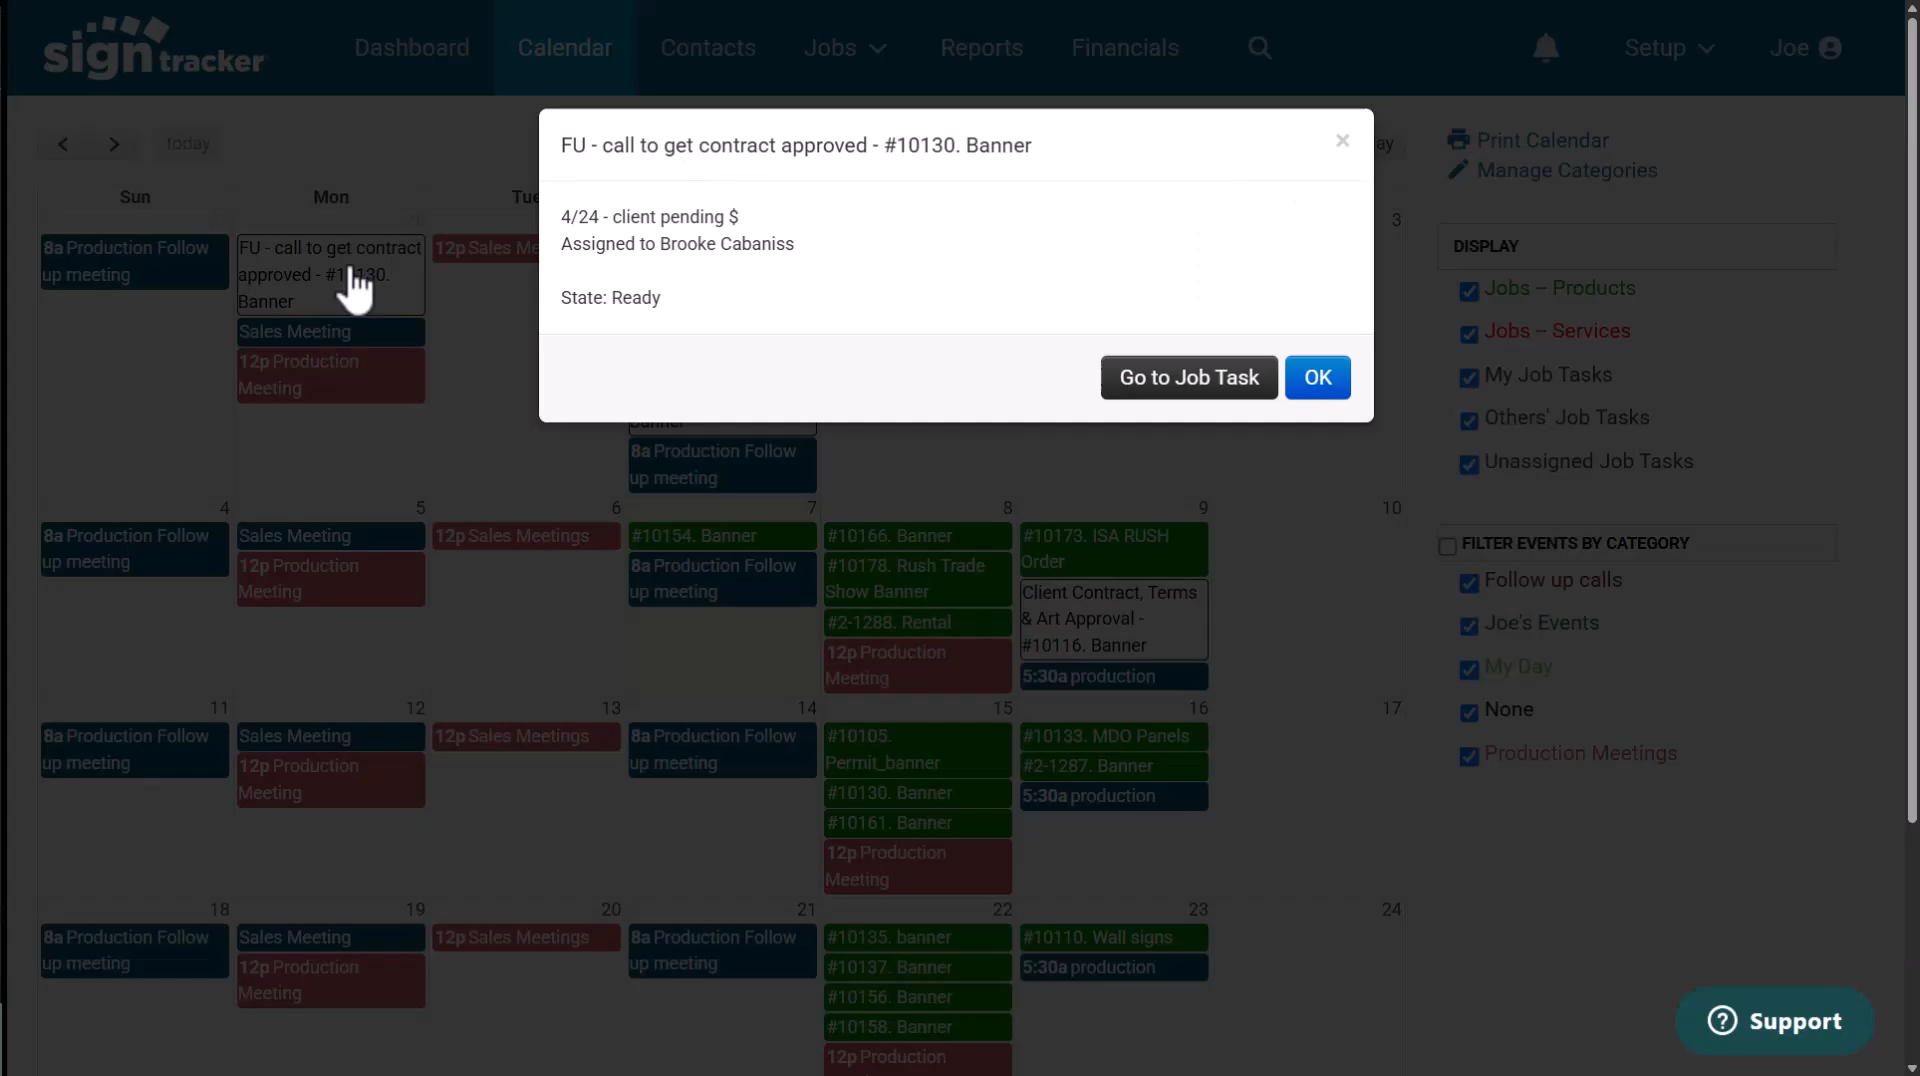 sign tracker
Dashboard
Calendar
Contacts
Jobs
Reports
Financials
Setup
Joe
today
ay
Print Calendar
Manage Categories
FU - call to get contract approved - #10130. Banner
×
4/24 - client pending $
Assigned to Brooke Cabaniss
State: Ready
Go to Job Task
OK
Sun
Mon
Tue
3
8a Production Follow
up meeting
FU - call to get contract
approved - #10130.
Banner
Sales Meeting
12p Production
Meeting
12p Sales Me
Banner
8a Production Follow
up meeting
4
5
6
7
8
9
10
8a Production Follow
up meeting
Sales Meeting
12p Production
Meeting
12p Sales Meetings
#10154. Banner
8a Production Follow
up meeting
#10166. Banner
#10178. Rush Trade
Show Banner
#2-1288. Rental
12p Production
Meeting
#10173. ISA RUSH
Order
Client Contract, Terms
& Art Approval -
#10116. Banner
5:30a production
11
12
13
14
15
16
17
8a Production Follow
up meeting
Sales Meeting
12p Production
Meeting
12p Sales Meetings
8a Production Follow
up meeting
#10105.
Permit_banner
#10130. Banner
#10161. Banner
12p Production
Meeting
#10133. MDO Panels
#2-1287. Banner
5:30a production
18
19
20
21
22
23
24
8a Production Follow
up meeting
Sales Meeting
12p Production
Meeting
12p Sales Meetings
8a Production Follow
up meeting
#10135. banner
#10137. Banner
#10156. Banner
#10158. Banner
12p Production
#10110. Wall signs
5:30a production
DISPLAY
Jobs – Products
Jobs – Services
My Job Tasks
Others' Job Tasks
Unassigned Job Tasks
FILTER EVENTS BY CATEGORY
Follow up calls
Joe's Events
My Day
None
Production Meetings
Support